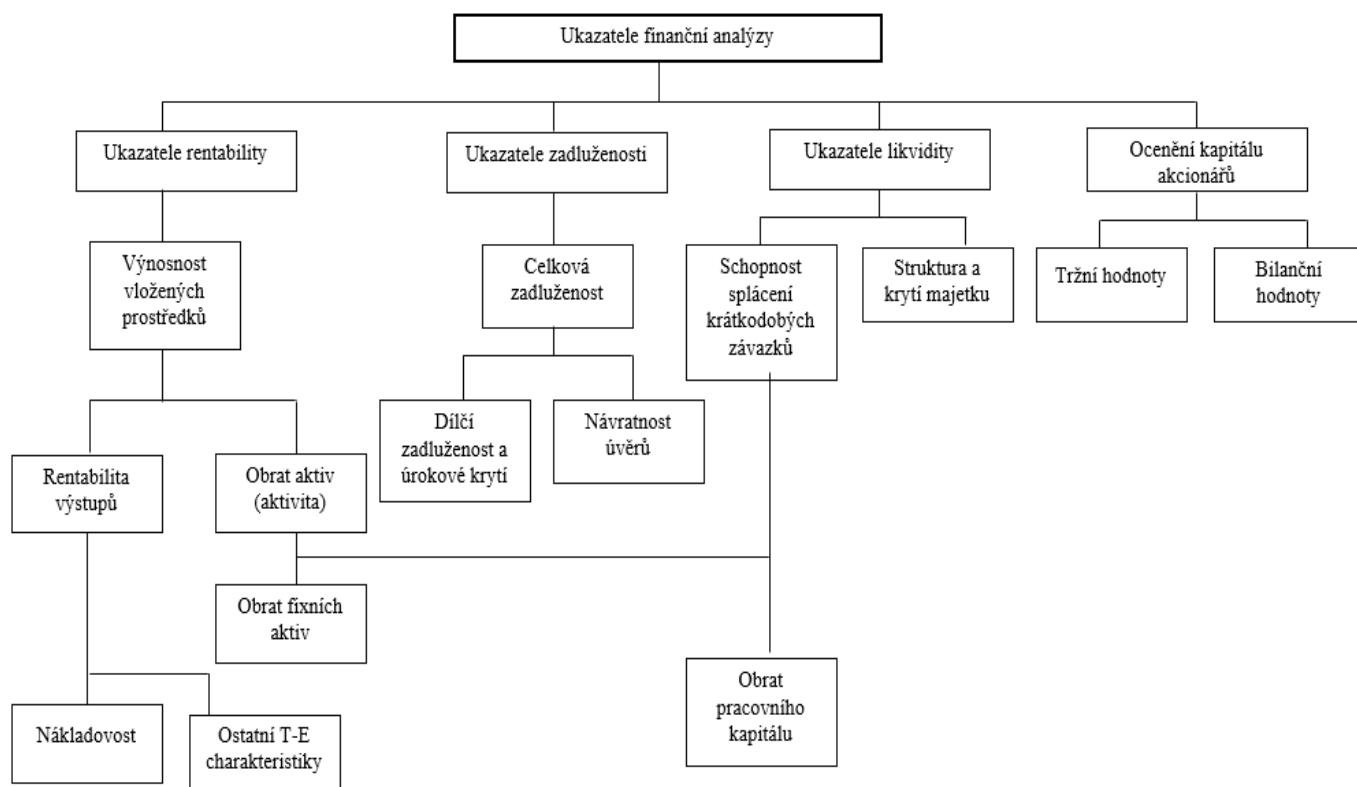 Ukazatele finanční analýzy
Ukazatele rentability
Ukazatele zadluženosti
Ukazatele likvidity
Ocenění kapitálu
akcionářů
Výnosnost
vložených
prostředků
Celková
zadluženost
Schopnost
splácení
krátkodobých
závazků
Struktura a
krytí majetku
Tržní hodnoty
Bilanční
hodnoty
Dílčí
zadluženost a
úrokové krytí
Návratnost
úvěrů
Rentabilita
výstupů
Obrat aktiv
(aktivita)
Obrat fixních
aktiv
Obrat
pracovního
kapitálu
Nákladovost
Ostatní T-E
charakteristiky